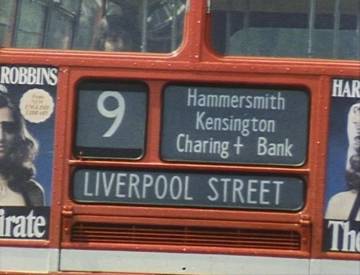 ROBBINS
HAR
9
Hammersmith
Kensington
Charing + Bank
LIVERPOOL STREET
irate
The